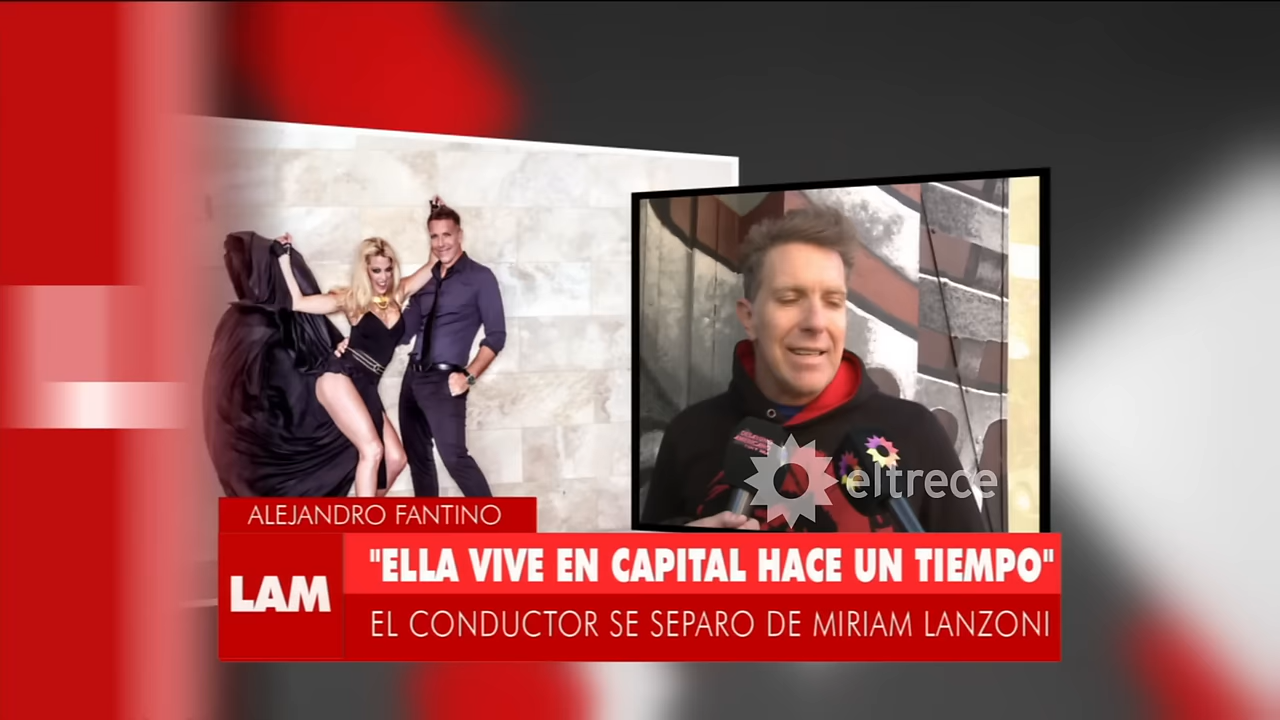 eltrece
ALEJANDRO FANTINO
LAM
"ELLA VIVE EN CAPITAL HACE UN TIEMPO"
EL CONDUCTOR SE SEPARO DE MIRIAM LANZONI